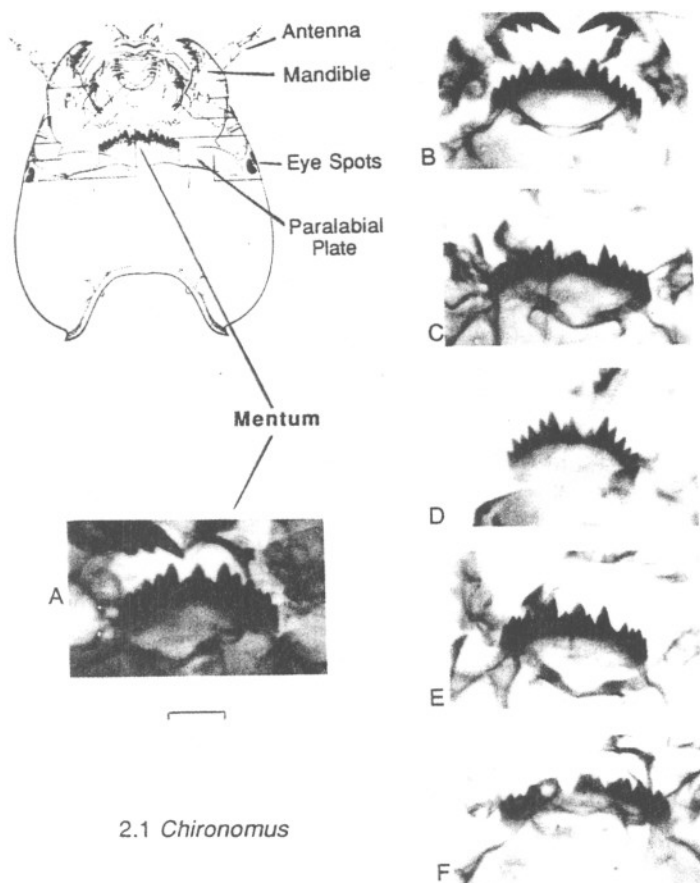 Antenna
Mandible
Eye Spots
Paralabial
Plate
Mentum
A
B
C
D
E
F
2.1 Chironomus